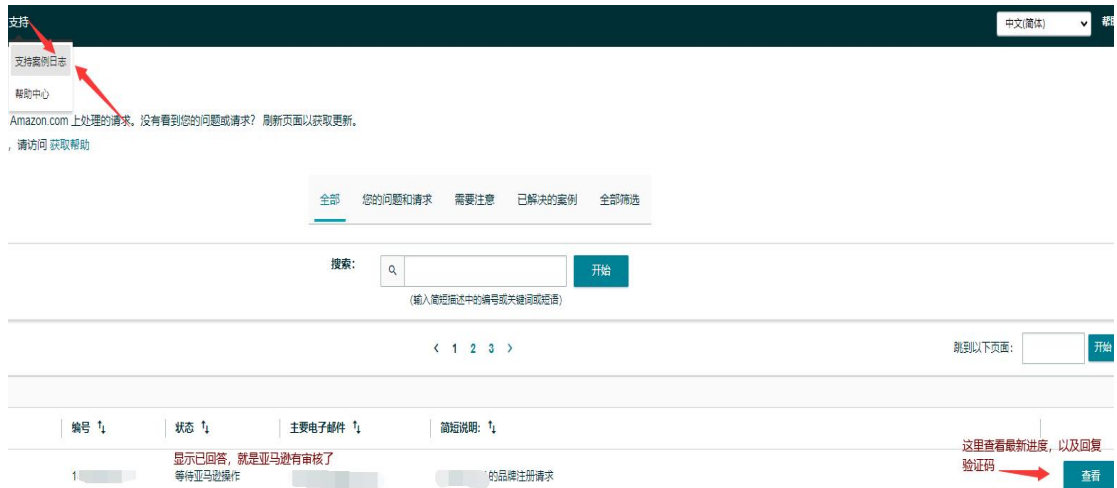 支持
中文(简体)
支持案例日志
帮助中心
Amazon.com 上处理的请求。没有看到您的问题或请求? 刷新页面以获取更新。
, 请访问 获取帮助
全部 您的问题和请求 需要注意 已解决的案例 全部筛选
搜索:
开始
(输入简短描述中的编号或关键词或短语)
< 1 2 3 >
跳到以下页面:
开始
编号 状态 主要电子邮件 简短说明:
这里查看最新进度，以及回复
验证码
显示已回答，就是亚马逊有审核了
1 等待亚马逊操作 的品牌注册请求
查看